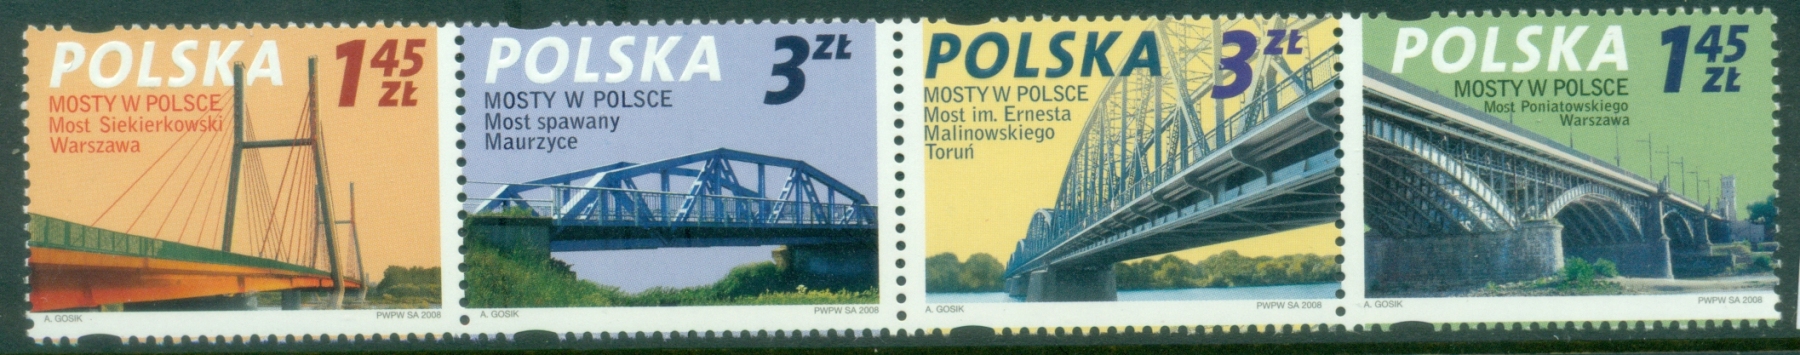 POLSKA
1 45 ZŁ
MOSTY W POLSCE
Most Siekierkowski
Warszawa
A. GOSIK
PWPW SA 2008
POLSKA
3 ZŁ
MOSTY W POLSCE
Most spawany
Maurzyce
A. GOSIK
PWPW SA 2008
POLSKA
3 ZŁ
MOSTY W POLSCE
Most im. Ernesta
Malinowskiego
Toruń
A. GOSIK
PWPW SA 2008
POLSKA
1 45 ZŁ
MOSTY W POLSCE
Most Poniatowskiego
Warszawa
A. GOSIK
PWPW SA 2008